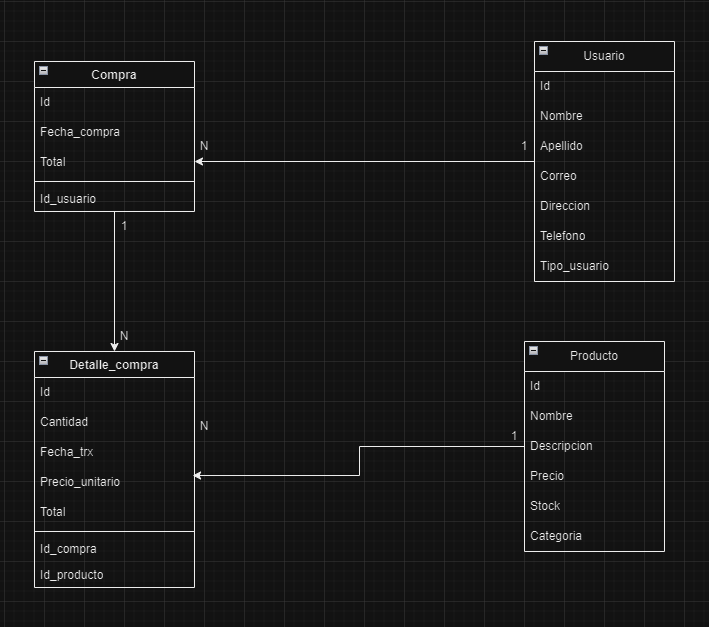 Compra
Id
Fecha_compra
Total
Id_usuario
Usuario
Id
Nombre
Apellido
Correo
Direccion
Telefono
Tipo_usuario
N
1
1
N
Detalle_compra
Id
Cantidad
Fecha_trx
Precio_unitario
Total
Id_compra
Id_producto
N
1
Producto
Id
Nombre
Descripcion
Precio
Stock
Categoria